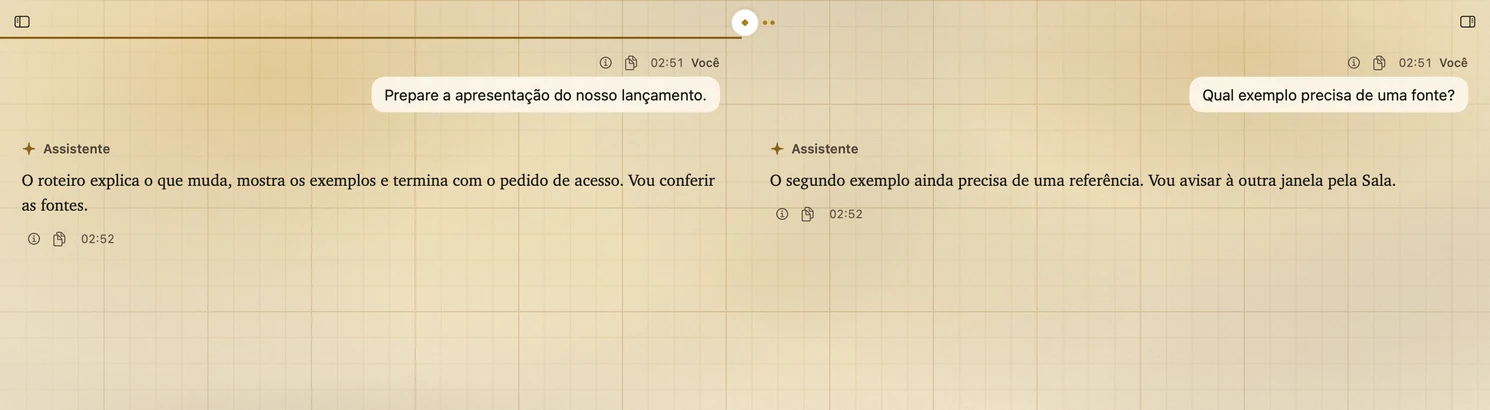 02:51 Você
Prepare a apresentação do nosso lançamento.
Assistente
O roteiro explica o que muda, mostra os exemplos e termina com o pedido de acesso. Vou conferir
as fontes.
02:52
02:51 Você
Qual exemplo precisa de uma fonte?
Assistente
O segundo exemplo ainda precisa de uma referência. Vou avisar à outra janela pela Sala.
02:52